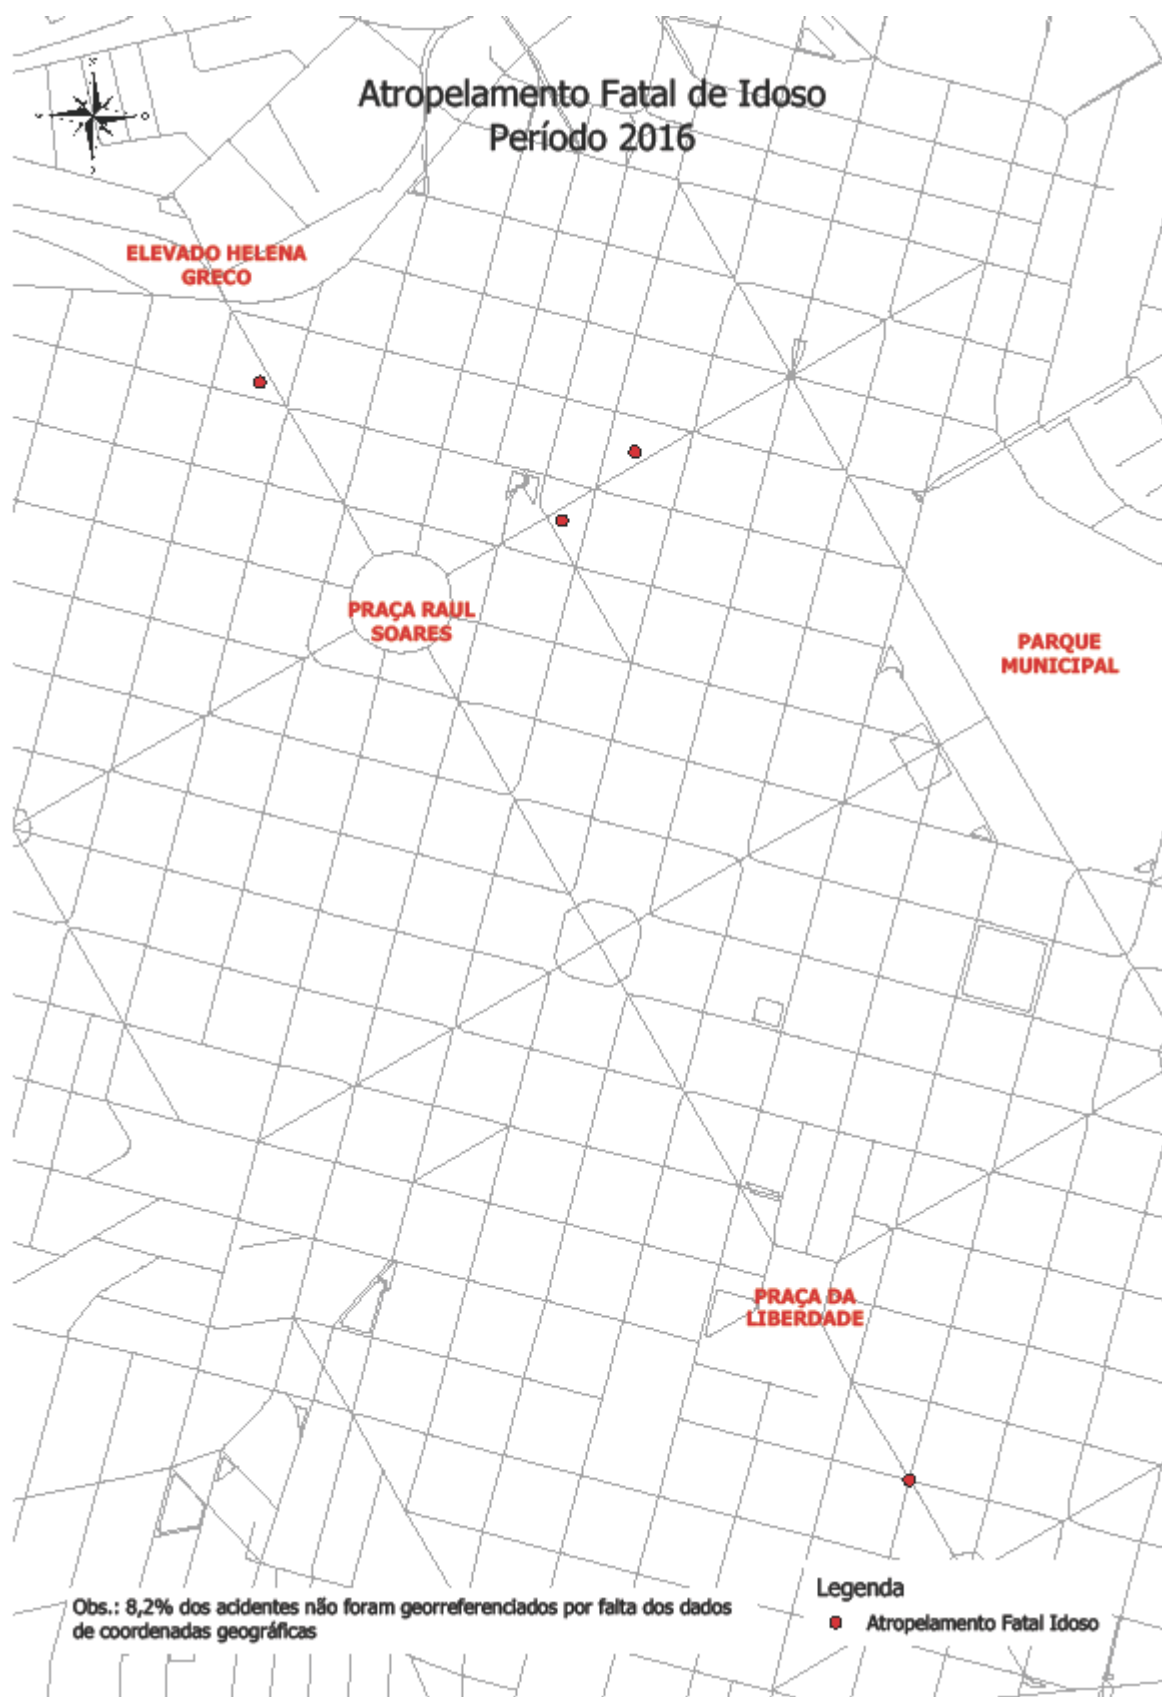 Atropelamento Fatal de Idoso
Período 2016
ELEVADO HELENA
GRECO
PRAÇA RAUL
SOARES
PARQUE
MUNICIPAL
PRAÇA DA
LIBERDADE
Legenda
Atropelamento Fatal Idoso
Obs.: 8,2% dos acidentes não foram georreferenciados por falta dos dados
de coordenadas geográficas